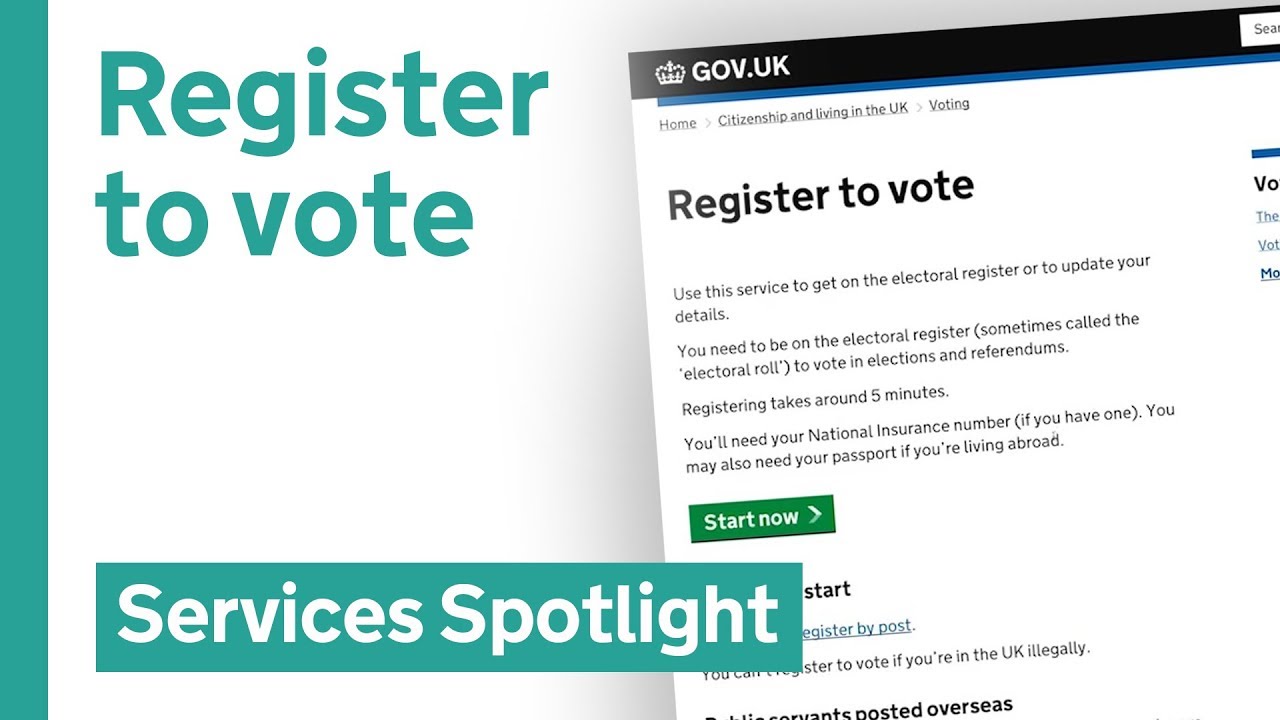 Register
to vote
Services Spotlight
GOV.UK
Home > Citizenship and living in the UK > Voting
Register to vote
Use this service to get on the electoral register or to update your
details.
You need to be on the electoral register (sometimes called the
‘electoral roll’) to vote in elections and referendums.
Registering takes around 5 minutes.
You’ll need your National Insurance number (if you have one). You
may also need your passport if you’re living abroad.
Start now
start
register by post.
You can't register to vote if you’re in the UK illegally.
Public servants posted overseas
The